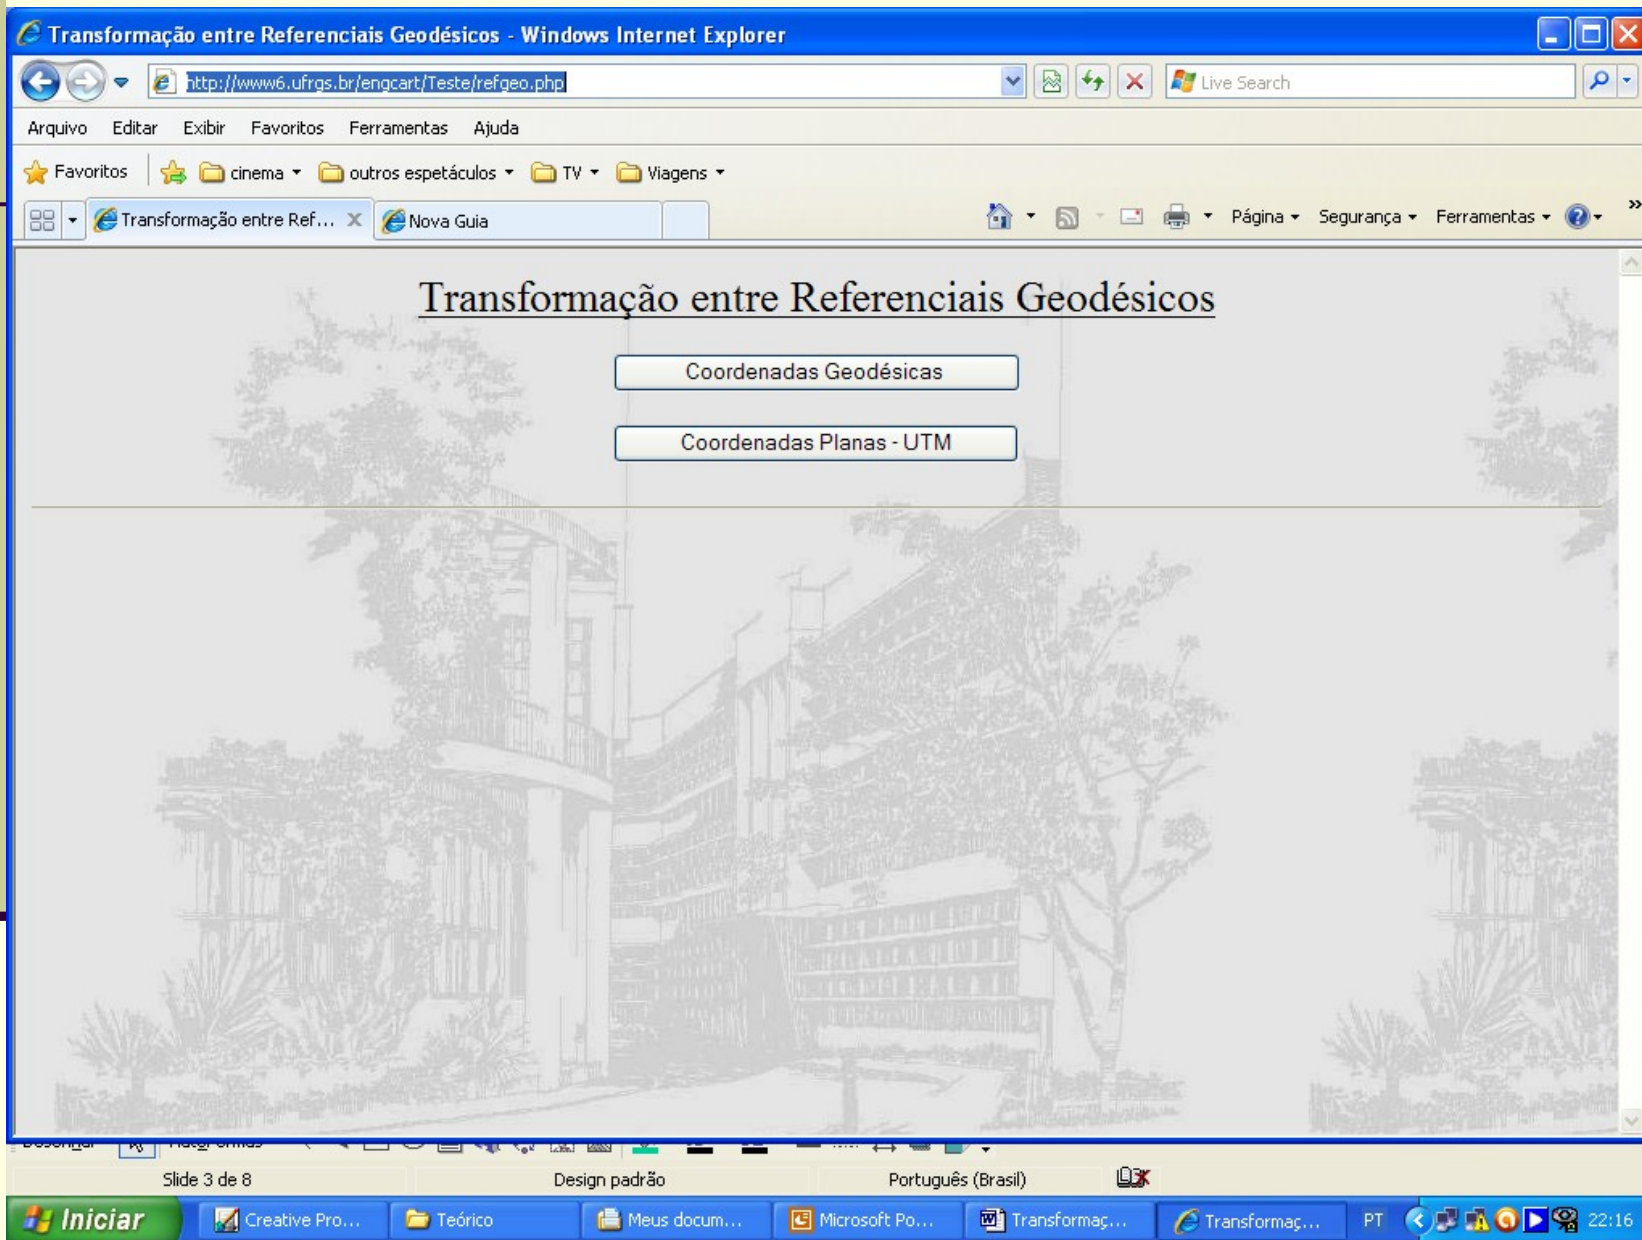 Transformação entre Referenciais Geodésicos - Windows Internet Explorer
http://www6.ufrgs.br/engcart/Teste/refgeo.php
Live Search
Arquivo Editar Exibir Favoritos Ferramentas Ajuda
Favoritos cinema outros espetáculos TV Viagens
Transformação entre Ref... Nova Guia Página Segurança Ferramentas
Transformação entre Referenciais Geodésicos
Coordenadas Geodésicas
Coordenadas Planas - UTM
Slide 3 de 8 Design padrão Português (Brasil)
Iniciar Creative Pro... Teórico Meus docum... Microsoft Po... Transformaç... Transformaç... PT 22:16